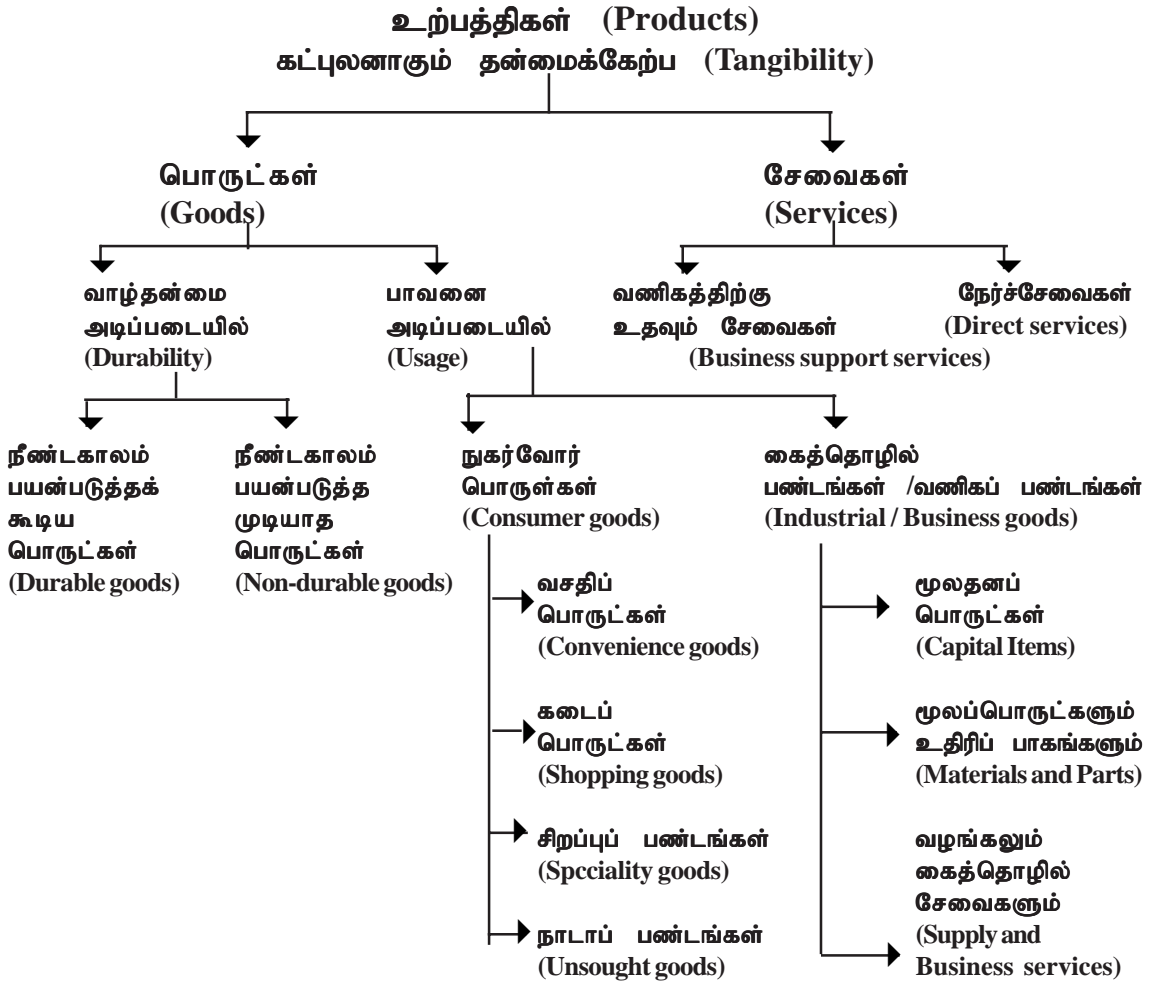 உற்பத்திகள் (Products)
கட்புலனாகும் தன்மைக்கேற்ப (Tangibility)
பொருட்கள்
(Goods)
சேவைகள்
(Services)
வாழ்தன்மை
அடிப்படையில்
(Durability)
பாவனை
அடிப்படையில்
(Usage)
வணிகத்திற்கு
உதவும் சேவைகள்
(Business support services)
நேர்ச்சேவைகள்
(Direct services)
நீண்டகாலம்
பயன்படுத்தக்
கூடிய
பொருட்கள்
(Durable goods)
நீண்டகாலம்
பயன்படுத்த
முடியாத
பொருட்கள்
(Non-durable goods)
நுகர்வோர்
பொருள்கள்
(Consumer goods)
கைத்தொழில்
பண்டங்கள் /வணிகப் பண்டங்கள்
(Industrial / Business goods)
வசதிப்
பொருட்கள்
(Convenience goods)
கடைப்
பொருட்கள்
(Shopping goods)
சிறப்புப் பண்டங்கள்
(Spcciality goods)
நாடாப் பண்டங்கள்
(Unsought goods)
மூலதனப்
பொருட்கள்
(Capital Items)
மூலப்பொருட்களும்
உதிரிப் பாகங்களும்
(Materials and Parts)
வழங்கலும்
கைத்தொழில்
சேவைகளும்
(Supply and
Business services)